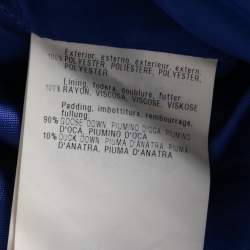 Exterior, esterno, exterieur, extern
100% POLYESTER, POLIESTERE, POLYESTER,
POLYESTER
Lining, fodera, doublure, futter
100% RAYON, VISCOSA, VISCOSE, VISKOSE
Padding, imbottitura, rembourrage,
fullung:
90% GOOSE DOWN, PIUMINO D'OCA, PIUMINO
D'OCA, PIUMINO D'OCA
10% DUCK DOWN, PIUMA D'ANATRA, PIUMA
D'ANATRA, PIUMA D'ANATRA